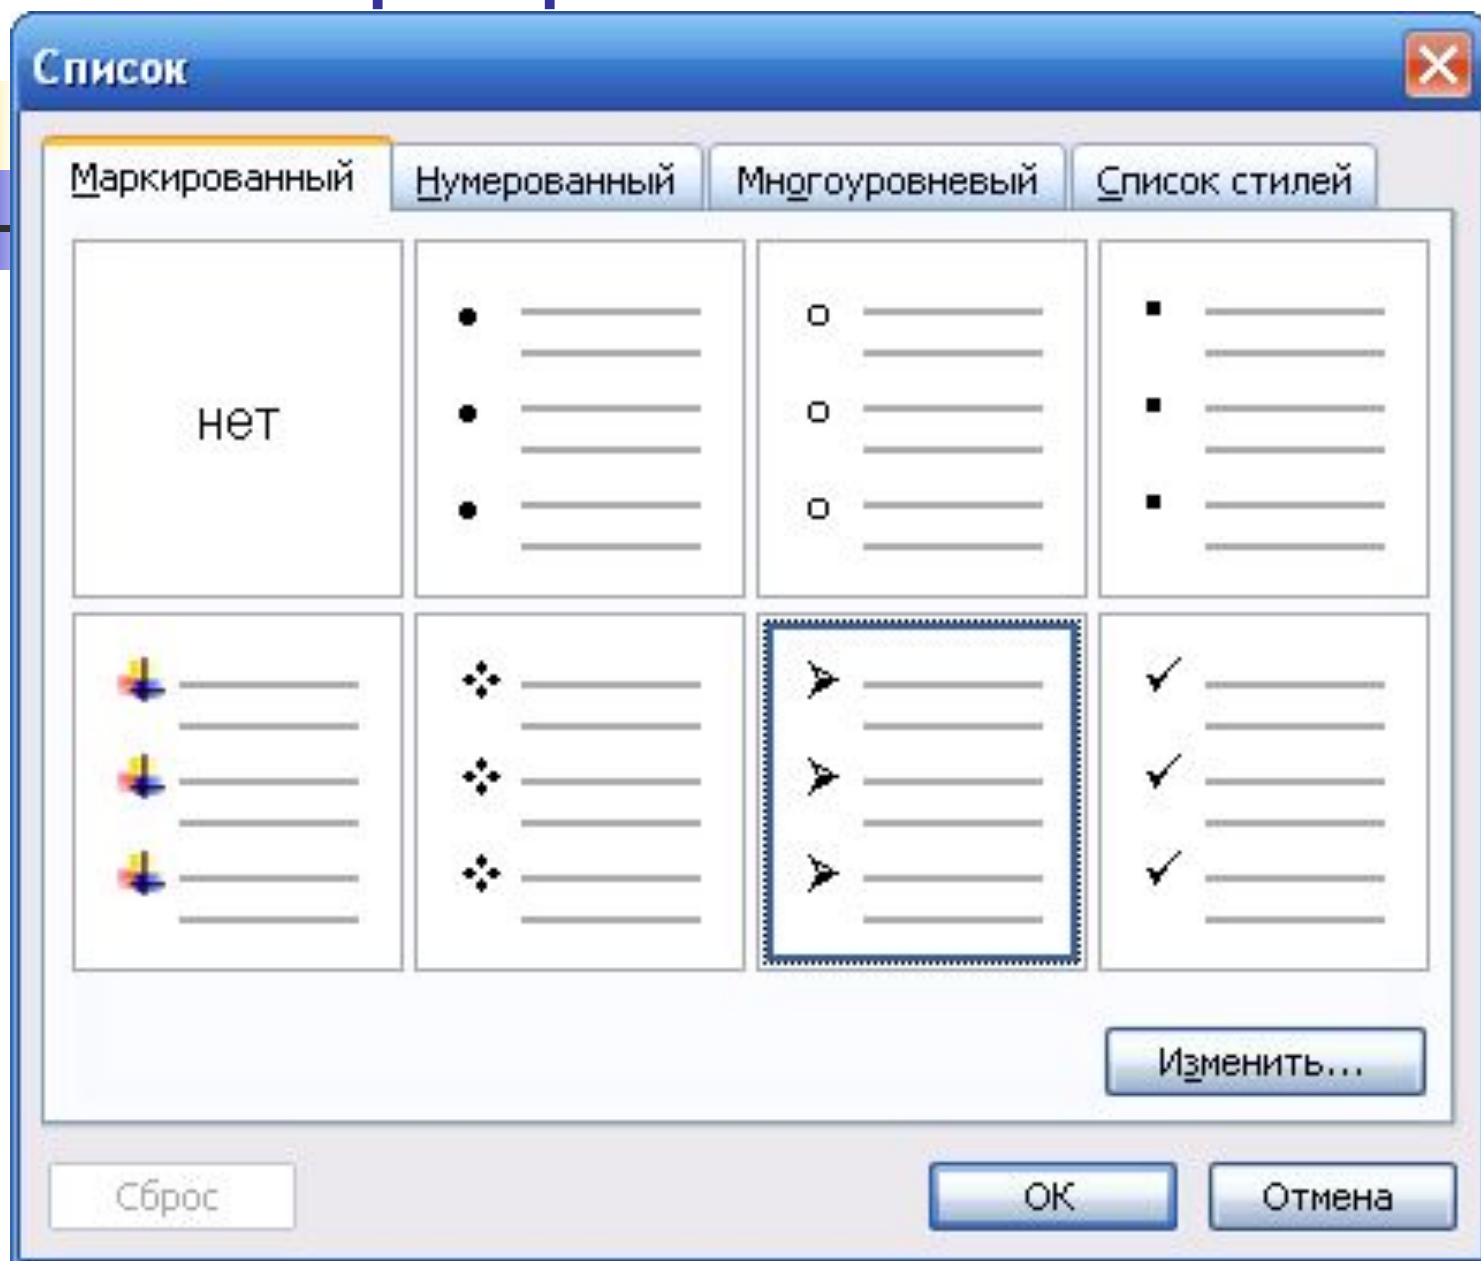 Список
Маркированный Нумерованный Многоуровневый Список стилей
нет
Изменить...
Сброс ОК Отмена